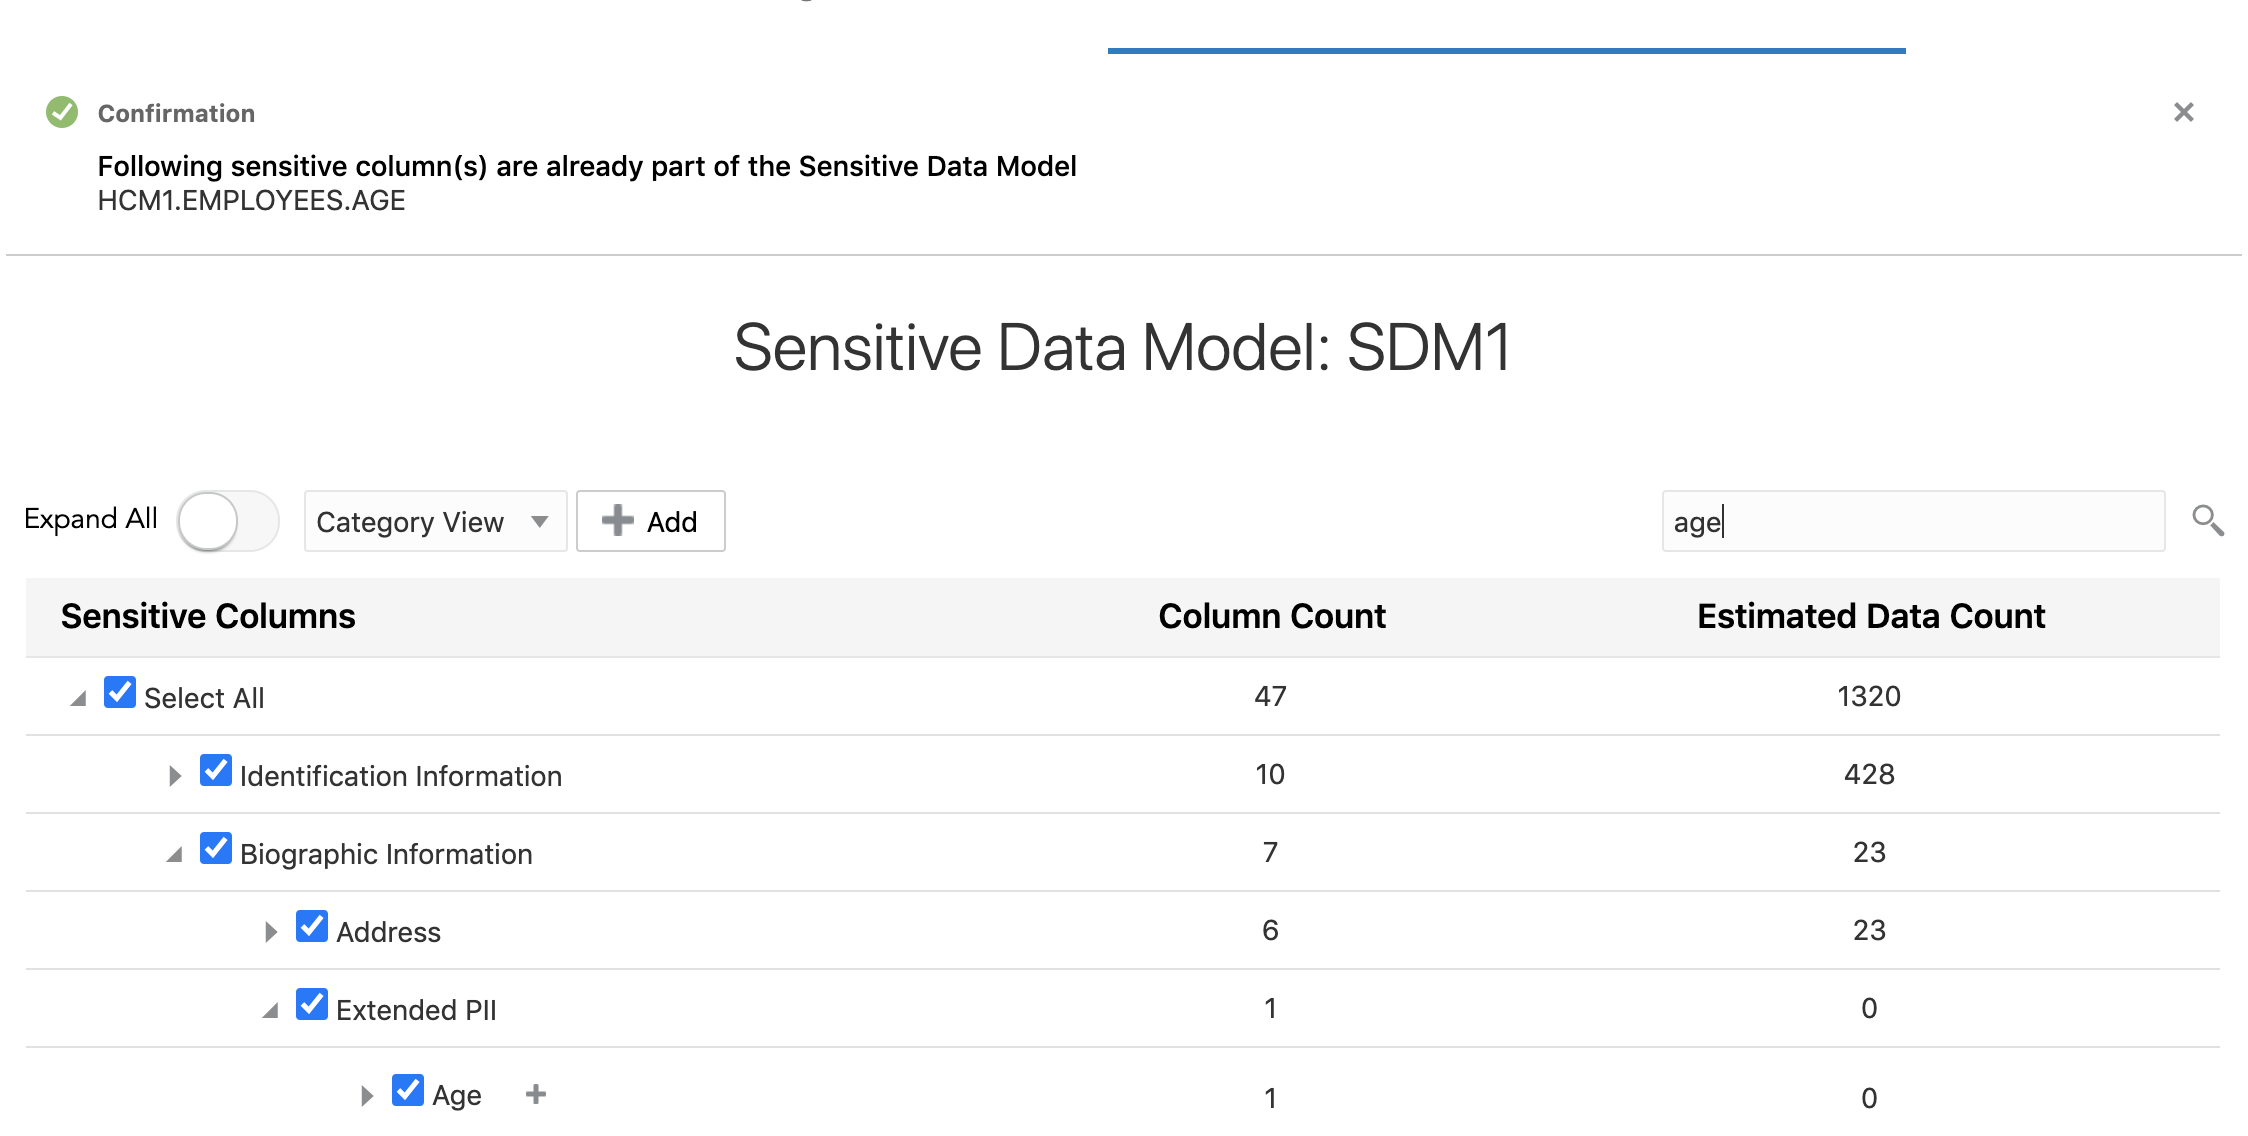 Confirmation
Following sensitive column(s) are already part of the Sensitive Data Model
HCM1.EMPLOYEES.AGE
Sensitive Data Model: SDM1
Expand All Category View Add age
Sensitive Columns Column Count Estimated Data Count
Select All 47 1320
Identification Information 10 428
Biographic Information 7 23
Address 6 23
Extended PII 1 0
Age 1 0